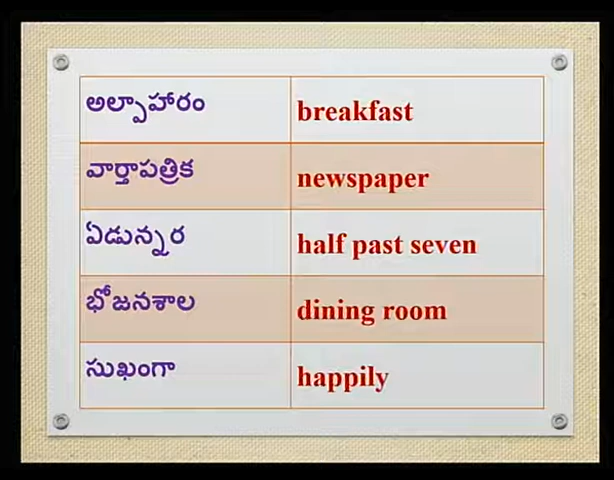 అల్పాహారం breakfast
వార్తాపత్రిక newspaper
ఏడున్నర half past seven
భోజనశాల dining room
సుఖంగా happily